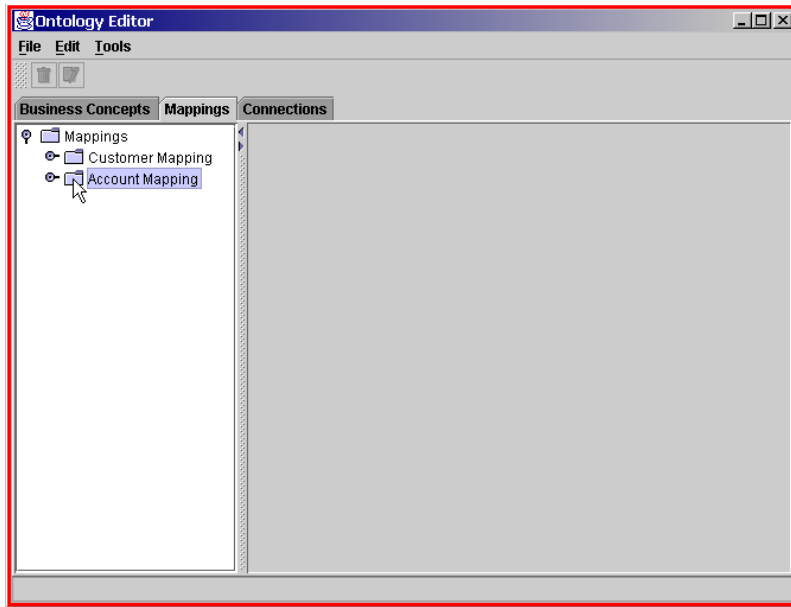 Ontology Editor
File Edit Tools
Business Concepts Mappings Connections
Mappings
Customer Mapping
Account Mapping